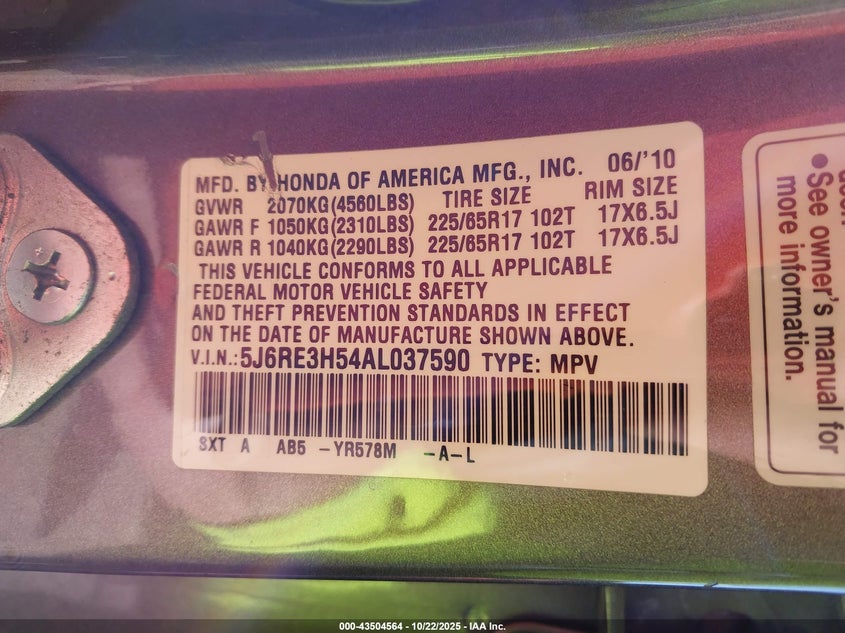 MFD. BY HONDA OF AMERICA MFG., INC. 06/'10
GVWR 2070KG(4560LBS) TIRE SIZE RIM SIZE
GAWR F 1050KG(2310LBS) 225/65R17 102T 17X6.5J
GAWR R 1040KG(2290LBS) 225/65R17 102T 17X6.5J
THIS VEHICLE CONFORMS TO ALL APPLICABLE
FEDERAL MOTOR VEHICLE SAFETY
AND THEFT PREVENTION STANDARDS IN EFFECT
ON THE DATE OF MANUFACTURE SHOWN ABOVE.
V.I.N.:5J6RE3H54AL037590 TYPE: MPV
SXT A AB5 -YR578M -A-L
•See owner's manual for
more information.
000-43504564 - 10/22/2025 - IAA Inc.